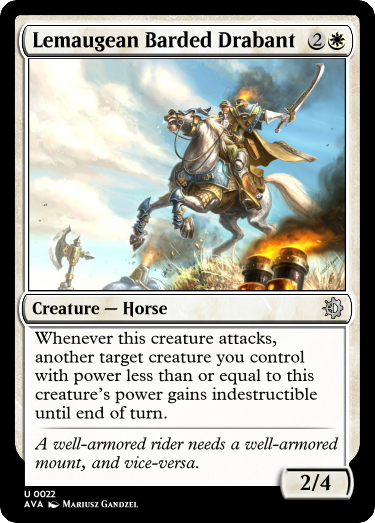 Lemaugean Barded Drabant 2
Creature — Horse
Whenever this creature attacks,
another target creature you control
with power less than or equal to this
creature's power gains indestructible
until end of turn.
A well-armored rider needs a well-armored
mount, and vice-versa.
2/4
U 0022
AVA Mariusz Gandzel